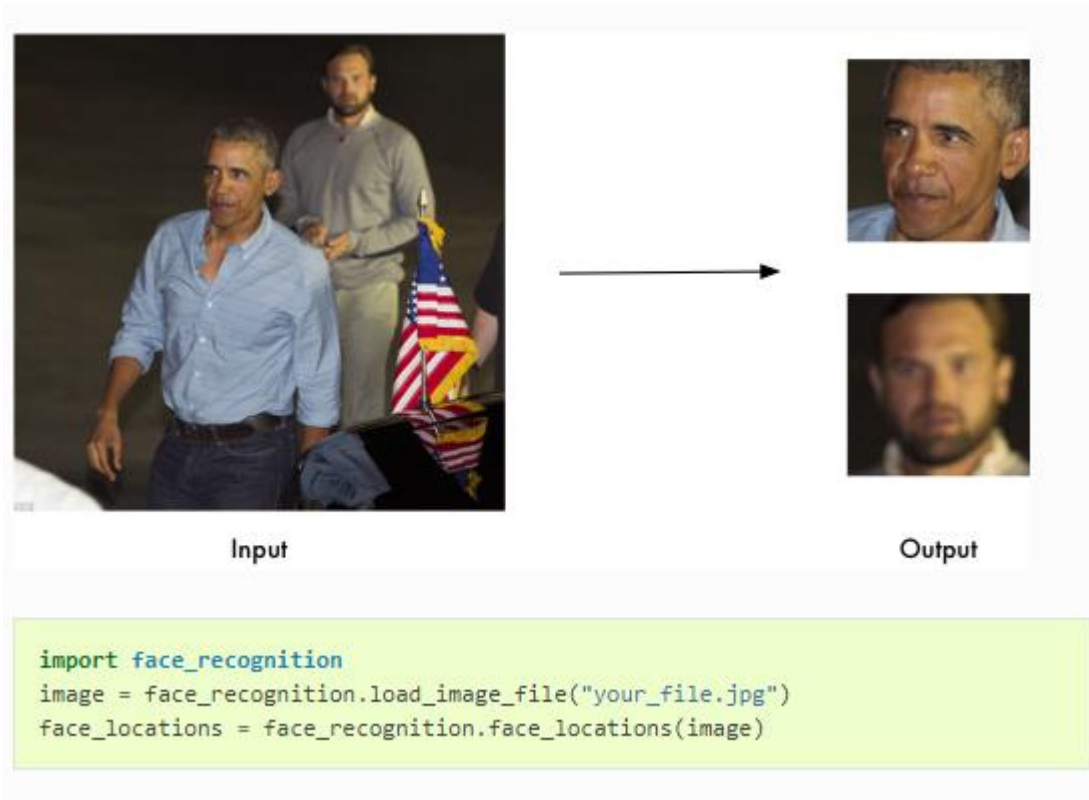 Input
Output
import face_recognition
image = face_recognition.load_image_file("your_file.jpg")
face_locations = face_recognition.face_locations(image)